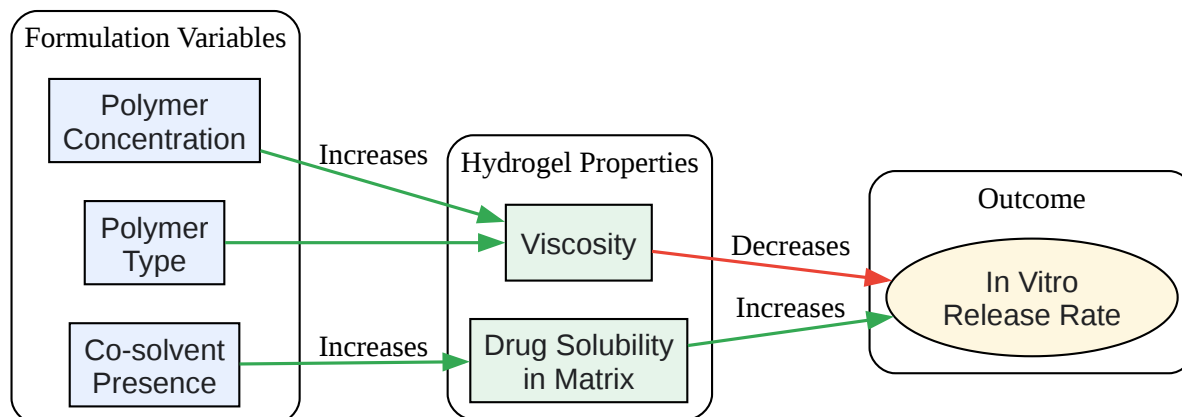 Formulation Variables
Polymer
Concentration
Polymer
Type
Co-solvent
Presence
Increases
Increases
Hydrogel Properties
Viscosity
Drug Solubility
in Matrix
Decreases
Increases
Outcome
In Vitro
Release Rate